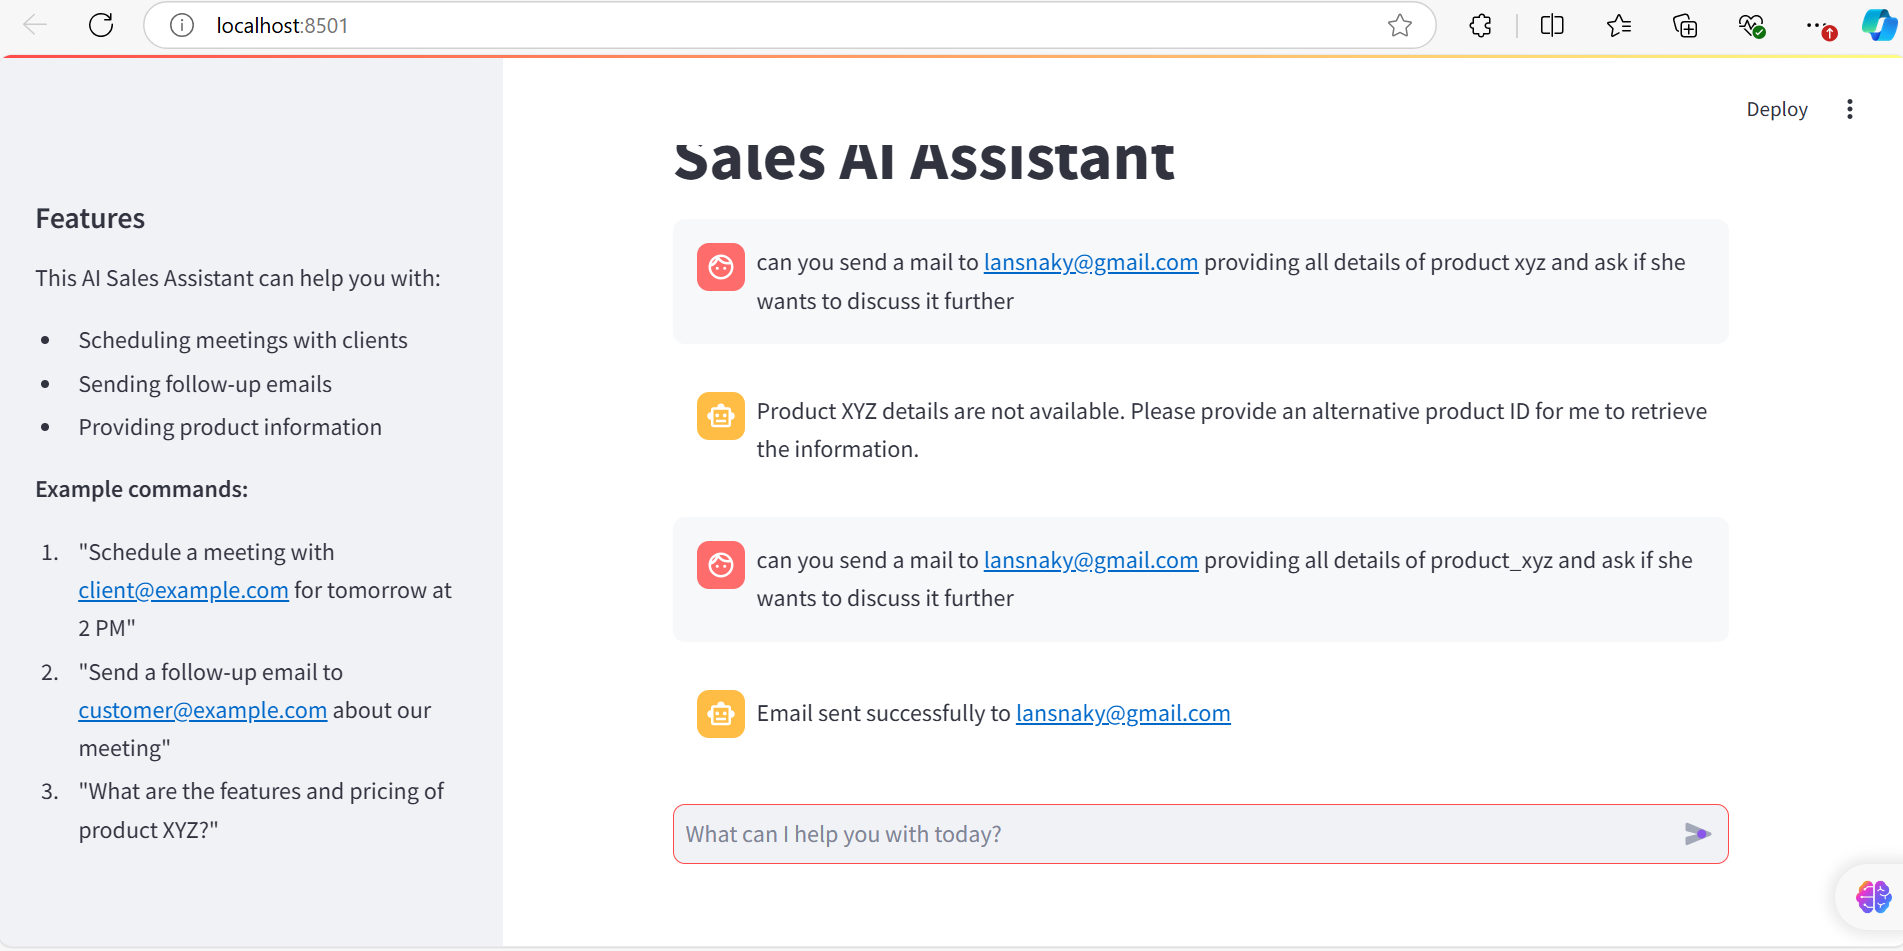 localhost:8501
Deploy
Features
This AI Sales Assistant can help you with:
• Scheduling meetings with clients
• Sending follow-up emails
• Providing product information
Example commands:
1. "Schedule a meeting with
client@example.com for tomorrow at
2 PM"
2. "Send a follow-up email to
customer@example.com about our
meeting"
3. "What are the features and pricing of
product XYZ?"
Sales AI Assistant
can you send a mail to lansnaky@gmail.com providing all details of product xyz and ask if she
wants to discuss it further
Product XYZ details are not available. Please provide an alternative product ID for me to retrieve
the information.
can you send a mail to lansnaky@gmail.com providing all details of product_xyz and ask if she
wants to discuss it further
Email sent successfully to lansnaky@gmail.com
What can I help you with today?